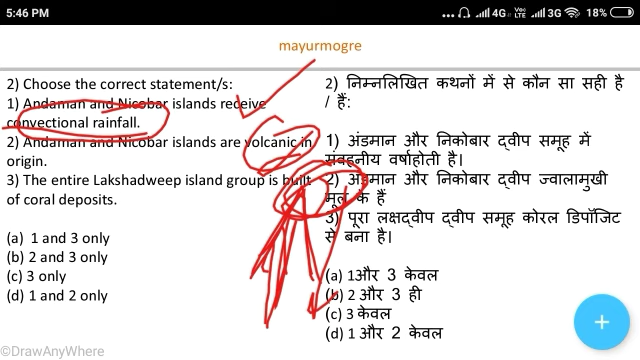 5:46 PM
4G VoLTE 3G 18%
mayurmogre
2) Choose the correct statement/s:
1) Andaman and Nicobar islands receive
convectional rainfall.
2) Andaman and Nicobar islands are volcanic in
origin.
3) The entire Lakshadweep island group is built
of coral deposits.
(a) 1 and 3 only
(b) 2 and 3 only
(c) 3 only
(d) 1 and 2 only
2) निम्नलिखित कथनों में से कौन सा सही है
/ हैं:
1) अंडमान और निकोबार द्वीप समूह में
संवहनीय वर्षाहोती है।
2) अंडमान और निकोबार द्वीप ज्वालामुखी
मूल के हैं
3) पूरा लक्षद्वीप द्वीप समूह कोरल डिपॉजिट
से बना है।
(a) 1और 3 केवल
(b) 2 और 3 ही
(c) 3 केवल
(d) 1 और 2 केवल
©DrawAnyWhere